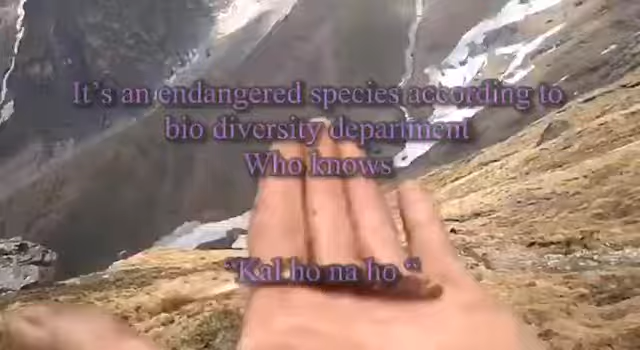 It's an endangered species according to
bio diversity department
Who knows
"Kal ho na ho "